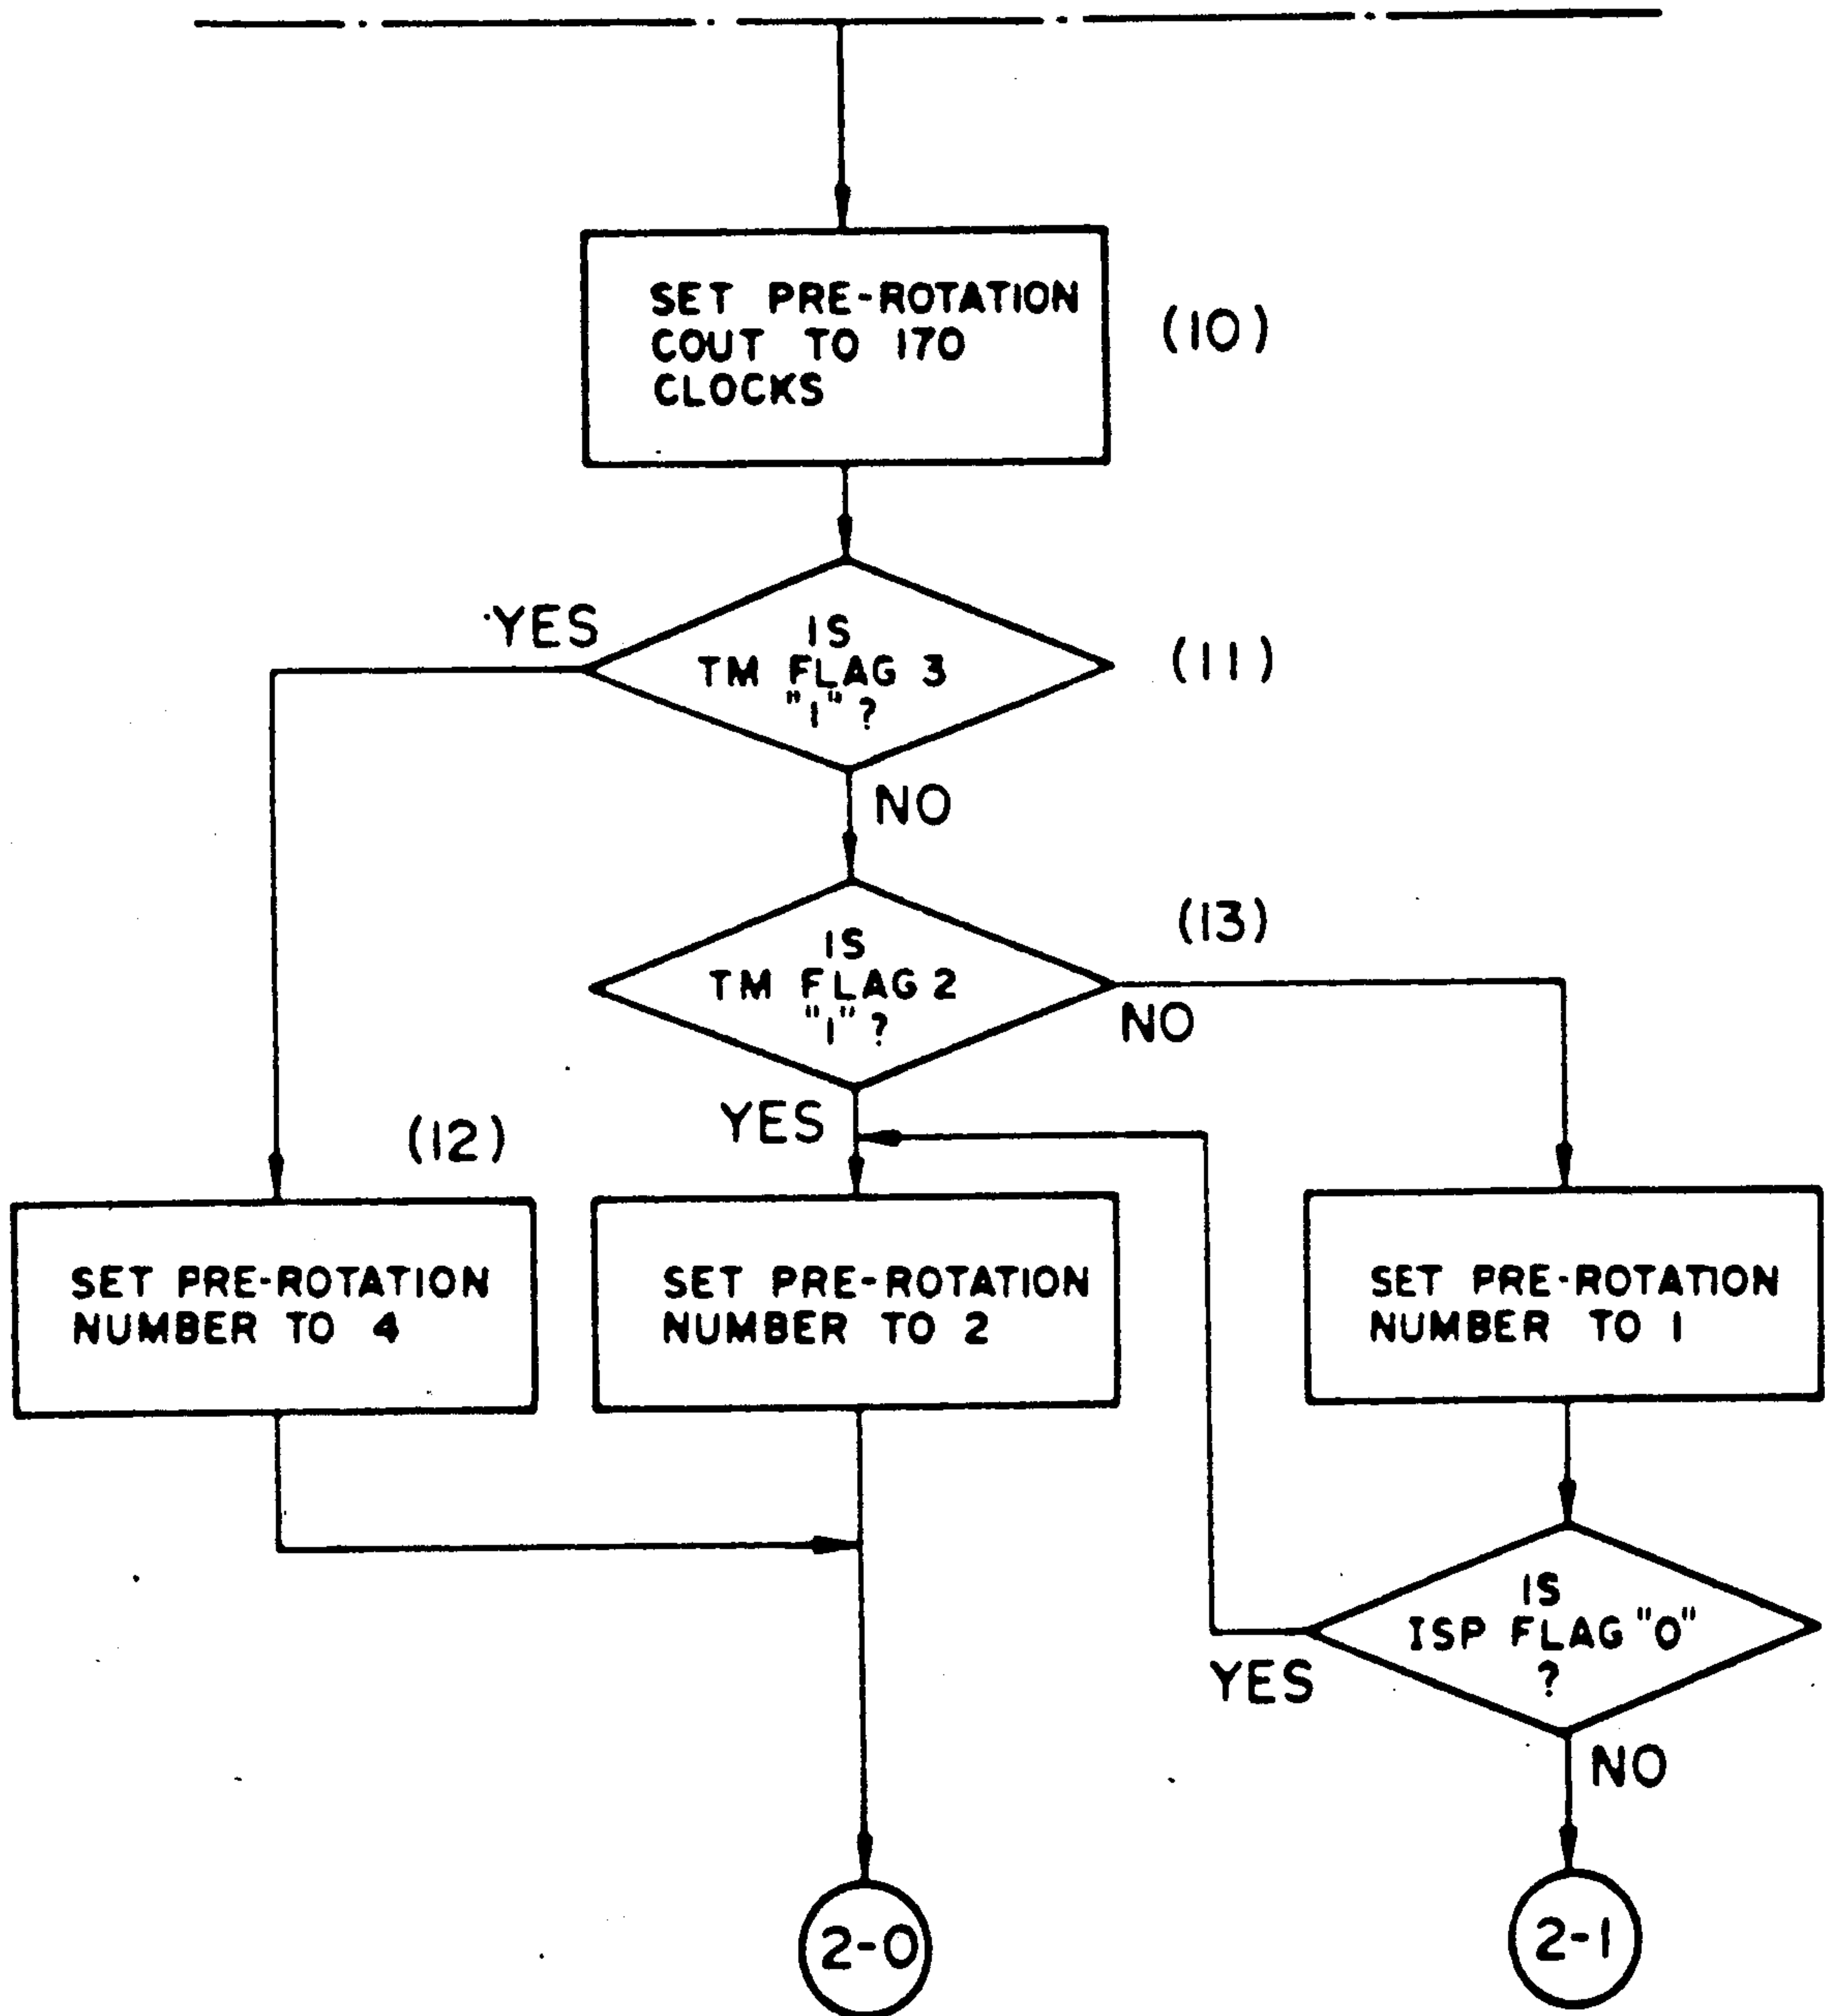 SET PRE-ROTATION
COUT TO 170
CLOCKS
(10)
YES
IS
TM FLAG 3
"1" ?
(11)
NO
IS
TM FLAG 2
"1" ?
(13)
NO
YES
(12)
SET PRE-ROTATION
NUMBER TO 4
SET PRE-ROTATION
NUMBER TO 2
SET PRE-ROTATION
NUMBER TO 1
IS
ISP FLAG "0"
?
YES
NO
2-0
2-1